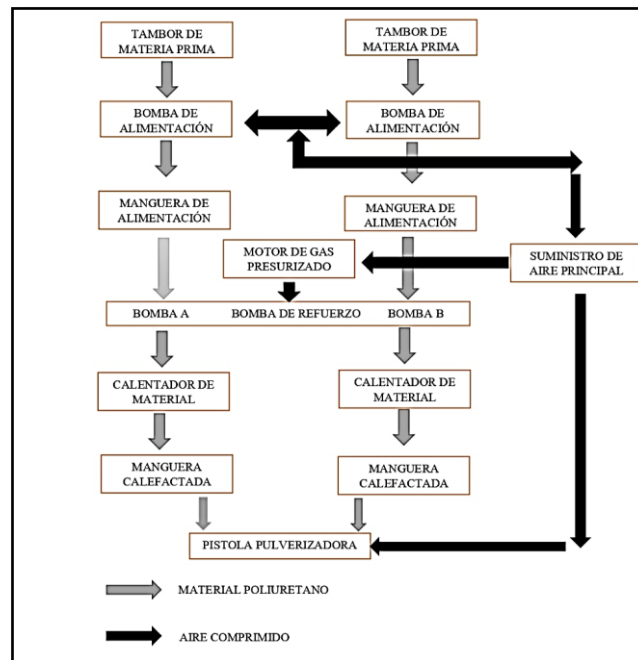 TAMBOR DE
MATERIA PRIMA
TAMBOR DE
MATERIA PRIMA
BOMBA DE
ALIMENTACIÓN
BOMBA DE
ALIMENTACIÓN
MANGUERA DE
ALIMENTACIÓN
MANGUERA DE
ALIMENTACIÓN
MOTOR DE GAS
PRESURIZADO
SUMINISTRO DE
AIRE PRINCIPAL
BOMBA A BOMBA DE REFUERZO BOMBA B
CALENTADOR DE
MATERIAL
CALENTADOR DE
MATERIAL
MANGUERA
CALEFACTADA
MANGUERA
CALEFACTADA
PISTOLA PULVERIZADORA
MATERIAL POLIURETANO
AIRE COMPRIMIDO